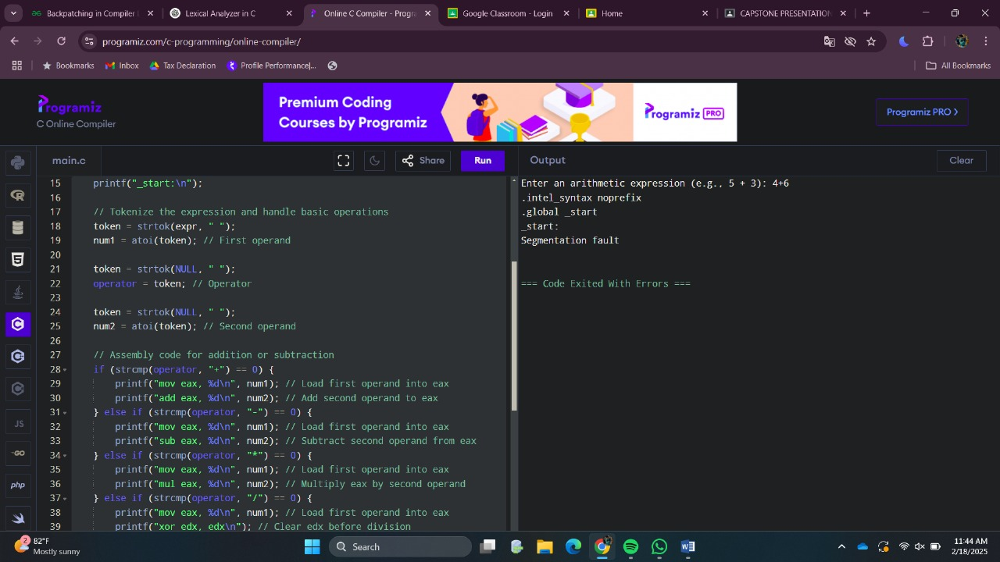 Backpatching in Compiler
Lexical Analyzer in C
Online C Compiler - Progra
Google Classroom - Login
Home
CAPSTONE PRESENTATION
programiz.com/c-programming/online-compiler/
Bookmarks
Inbox
Tax Declaration
Profile Performance|...
All Bookmarks
Programiz
C Online Compiler
Premium Coding
Courses by Programiz
Programiz PRO
Programiz PRO
main.c
Share
Run
Output
Clear
15 printf("_start:\n");
16
17 // Tokenize the expression and handle basic operations
18 token = strtok(expr, " ");
19 num1 = atoi(token); // First operand
20
21 token = strtok(NULL, " ");
22 operator = token; // Operator
23
24 token = strtok(NULL, " ");
25 num2 = atoi(token); // Second operand
26
27 // Assembly code for addition or subtraction
28 if (strcmp(operator, "+") == 0) {
29 printf("mov eax, %d\n", num1); // Load first operand into eax
30 printf("add eax, %d\n", num2); // Add second operand to eax
31 } else if (strcmp(operator, "-") == 0) {
32 printf("mov eax, %d\n", num1); // Load first operand into eax
33 printf("sub eax, %d\n", num2); // Subtract second operand from eax
34 } else if (strcmp(operator, "*") == 0) {
35 printf("mov eax, %d\n", num1); // Load first operand into eax
36 printf("mul eax, %d\n", num2); // Multiply eax by second operand
37 } else if (strcmp(operator, "/") == 0) {
38 printf("mov eax, %d\n", num1); // Load first operand into eax
39 printf("xor edx, edx\n"); // Clear edx before division
Enter an arithmetic expression (e.g., 5 + 3): 4+6
.intel_syntax noprefix
.global _start
_start:
Segmentation fault
=== Code Exited With Errors ===
JS
GO
php
2
82°F
Mostly sunny
Search
11:44 AM
2/18/2025